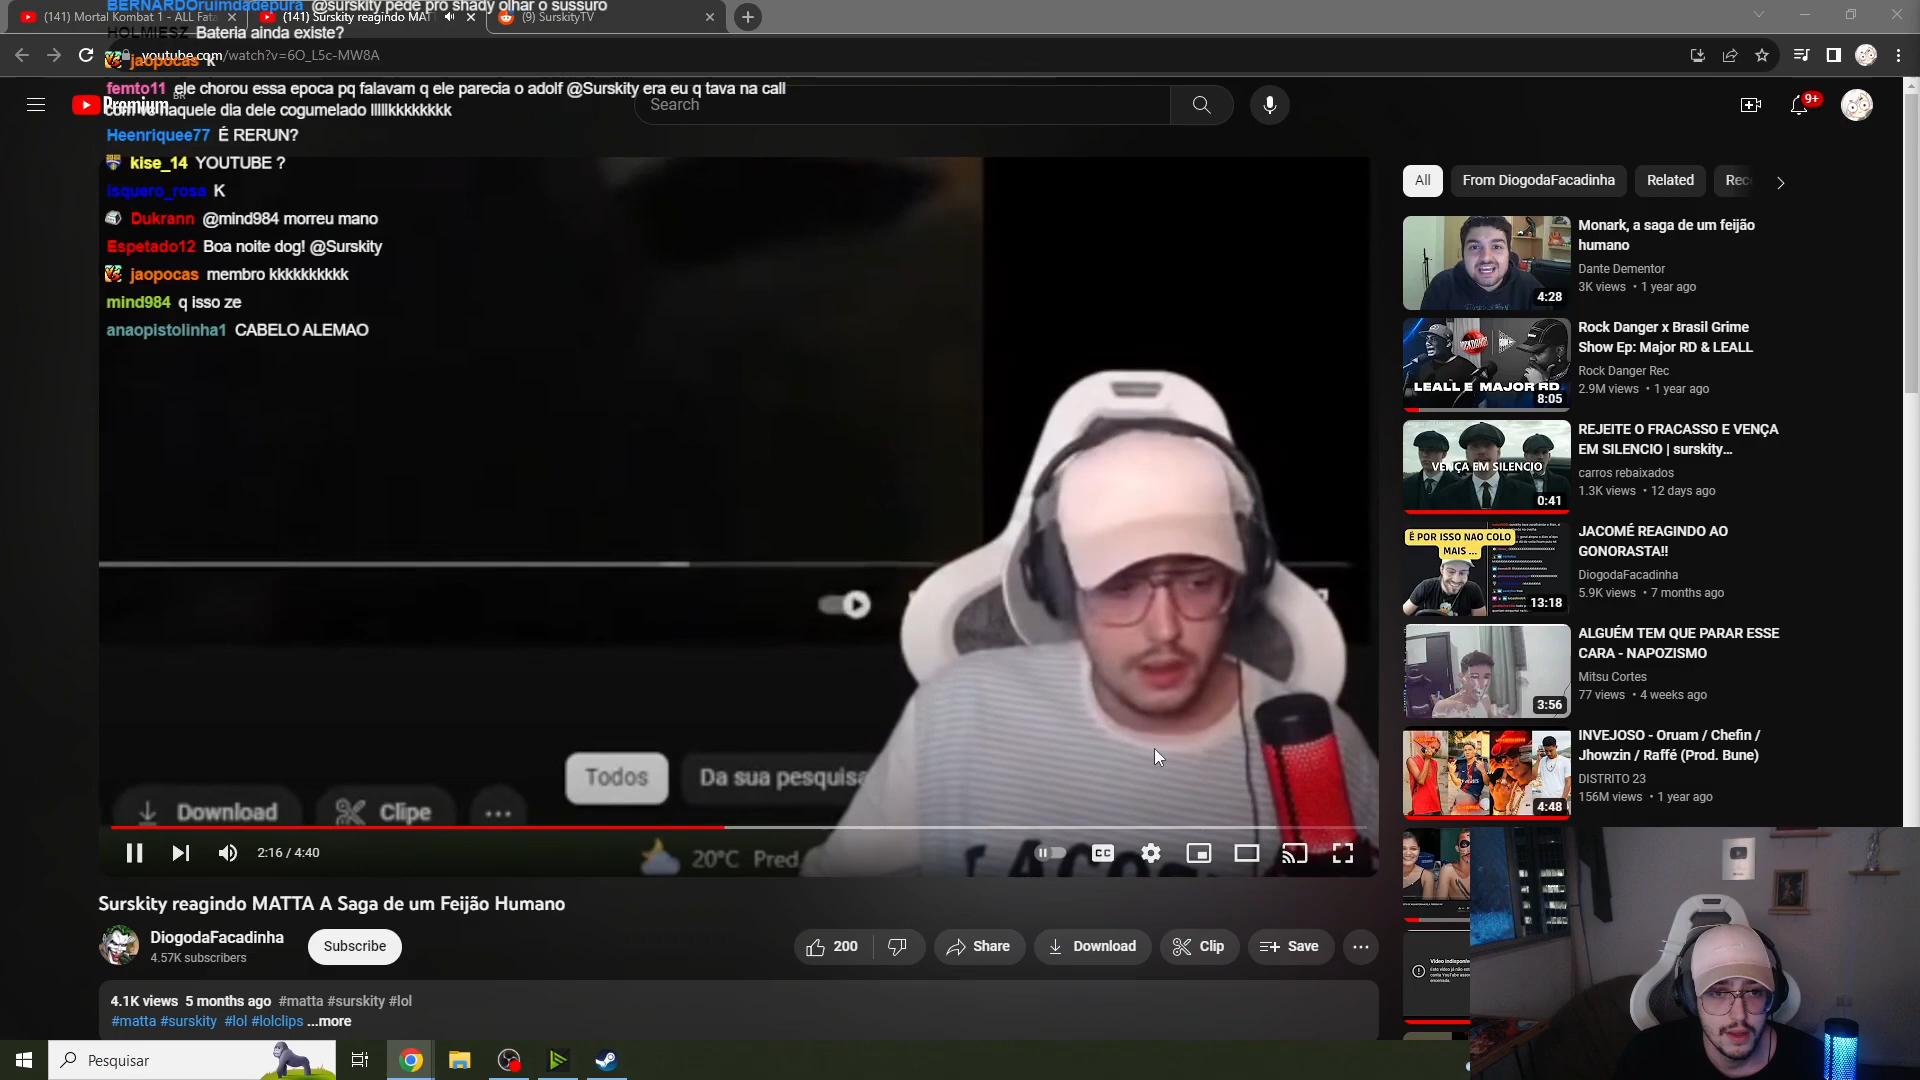 BERNARDOruimdadepura @surskity pede pro shady olhar o sussuro
(141) Mortal Kombat 1 - ALL Fata
(141) Surskity reagindo MAT
(9) SurskityTV
HOLMIESZ Bateria ainda existe?
youtube.com/watch?v=6O_L5c-MW8A
jaopocas K
femto11 ele chorou essa epoca pq falavam q ele parecia o adolf @Surskity era eu q tava na call
naquele dia dele cogumelado lllllkkkkkkkk
Premium
BR
Search
9+
Heenriquee77 É RERUN?
kise_14 YOUTUBE ?
isquero_rosa K
Dukrann @mind984 morreu mano
Espetado12 Boa noite dog! @Surskity
jaopocas membro kkkkkkkkkk
mind984 q isso ze
anaopistolinha1 CABELO ALEMAO
Todos
Da sua pesquisa
Download
Clipe
20°C Pred
2:16 / 4:40
CC
Surskity reagindo MATTA A Saga de um Feijão Humano
DiogodaFacadinha
4.57K subscribers
Subscribe
200
Share
Download
Clip
Save
4.1K views 5 months ago #matta #surskity #lol
#matta #surskity #lol #lolclips ...more
All
From DiogodaFacadinha
Related
Rec
4:28
Monark, a saga de um feijão
humano
Dante Dementor
3K views • 1 year ago
LEALL E MAJOR RD
8:05
Rock Danger x Brasil Grime
Show Ep: Major RD & LEALL
Rock Danger Rec
2.9M views • 1 year ago
VENÇA EM SILENCIO
0:41
REJEITE O FRACASSO E VENÇA
EM SILENCIO | surskity...
carros rebaixados
1.3K views • 12 days ago
É POR ISSO NAO COLO
MAIS ...
13:18
JACOMÉ REAGINDO AO
GONORASTA!!
DiogodaFacadinha
5.9K views • 7 months ago
3:56
ALGUÉM TEM QUE PARAR ESSE
CARA - NAPOZISMO
Mitsu Cortes
77 views • 4 weeks ago
4:48
INVEJOSO - Oruam / Chefin /
Jhowzin / Raffé (Prod. Bune)
DISTRITO 23
156M views • 1 year ago
Pesquisar